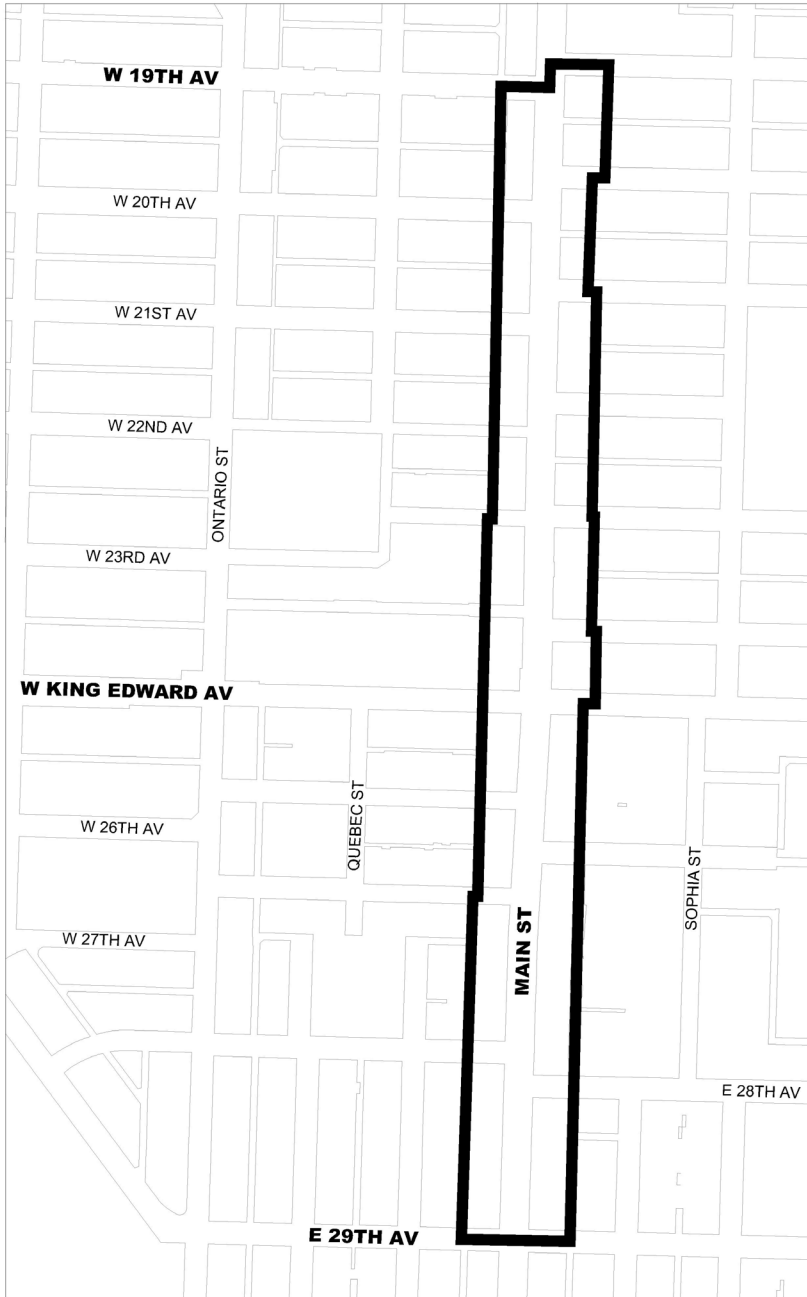 W 19TH AV
W 20TH AV
W 21ST AV
W 22ND AV
ONTARIO ST
W 23RD AV
W KING EDWARD AV
QUEBEC ST
W 26TH AV
SOPHIA ST
MAIN ST
W 27TH AV
E 28TH AV
E 29TH AV